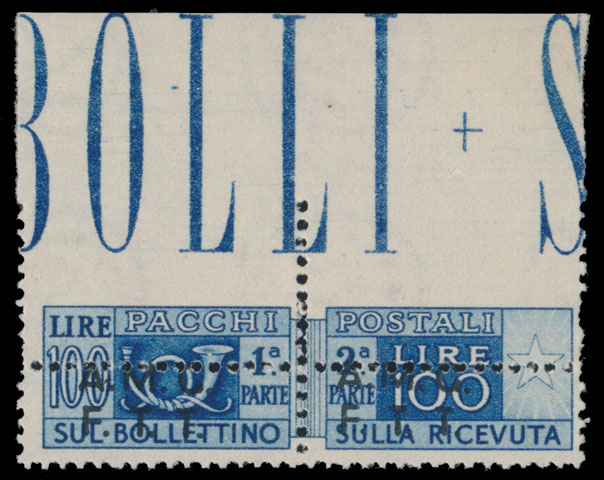 BOLLI + S
PACCHI POSTALI
LIRE 100 1ª PARTE 2ª PARTE LIRE 100
A.M.G. A.M.G.
F.T.T. F.T.T.
SUL BOLLETTINO SULLA RICEVUTA